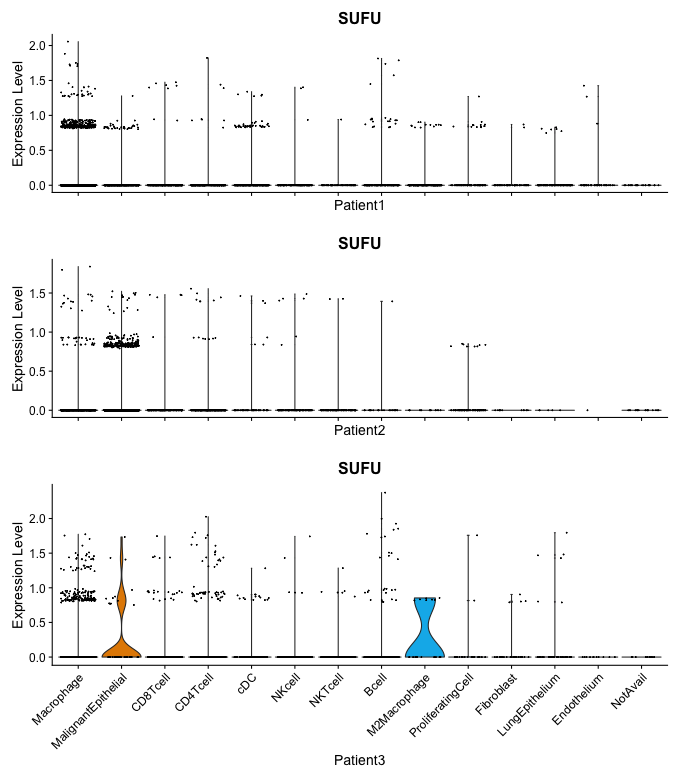 SUFU
Expression Level
2.0
1.5
1.0
0.5
0.0
Patient1
SUFU
Expression Level
1.5
1.0
0.5
0.0
Patient2
SUFU
Expression Level
2.0
1.5
1.0
0.5
0.0
Macrophage
MalignantEpithelial
CD8Tcell
CD4Tcell
cDC
NKcell
NKTcell
Bcell
M2Macrophage
ProliferatingCell
Fibroblast
LungEpithelium
Endothelium
NotAvail
Patient3